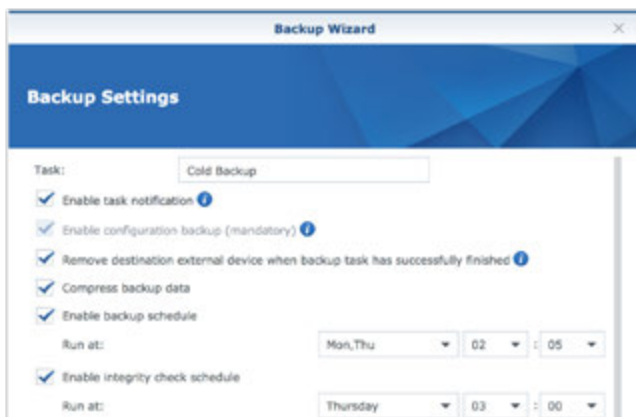 Backup Wizard
Backup Settings
Task: Cold Backup
Enable task notification
Enable configuration backup (mandatory)
Remove destination external device when backup task has successfully finished
Compress backup data
Enable backup schedule
Run at: Mon,Thu 02 : 05
Enable integrity check schedule
Run at: Thursday 03 : 00